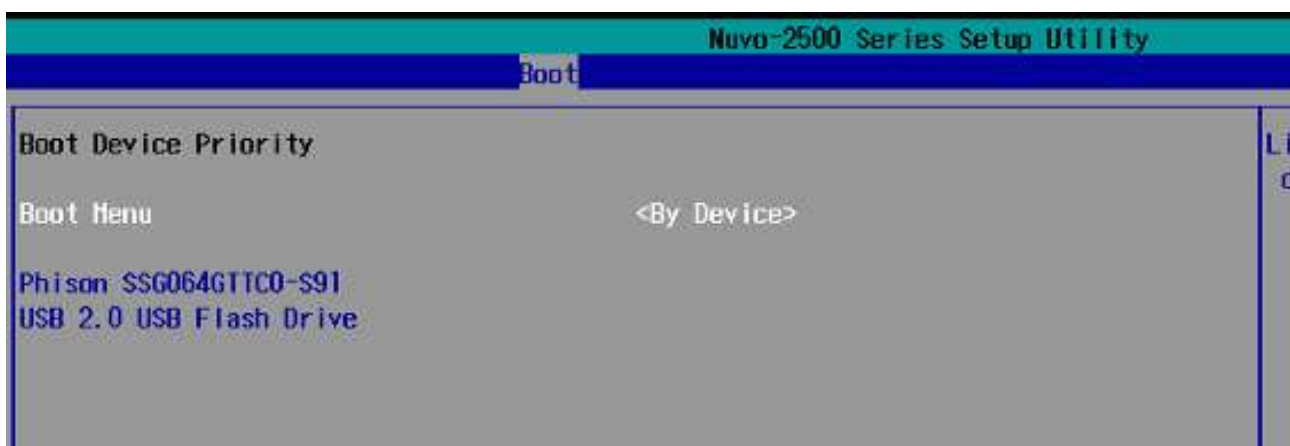 Nuvo-2500 Series Setup Utility
Boot
Boot Device Priority
Boot Menu <By Device>
Phison SSG064GTTC0-S91
USB 2.0 USB Flash Drive